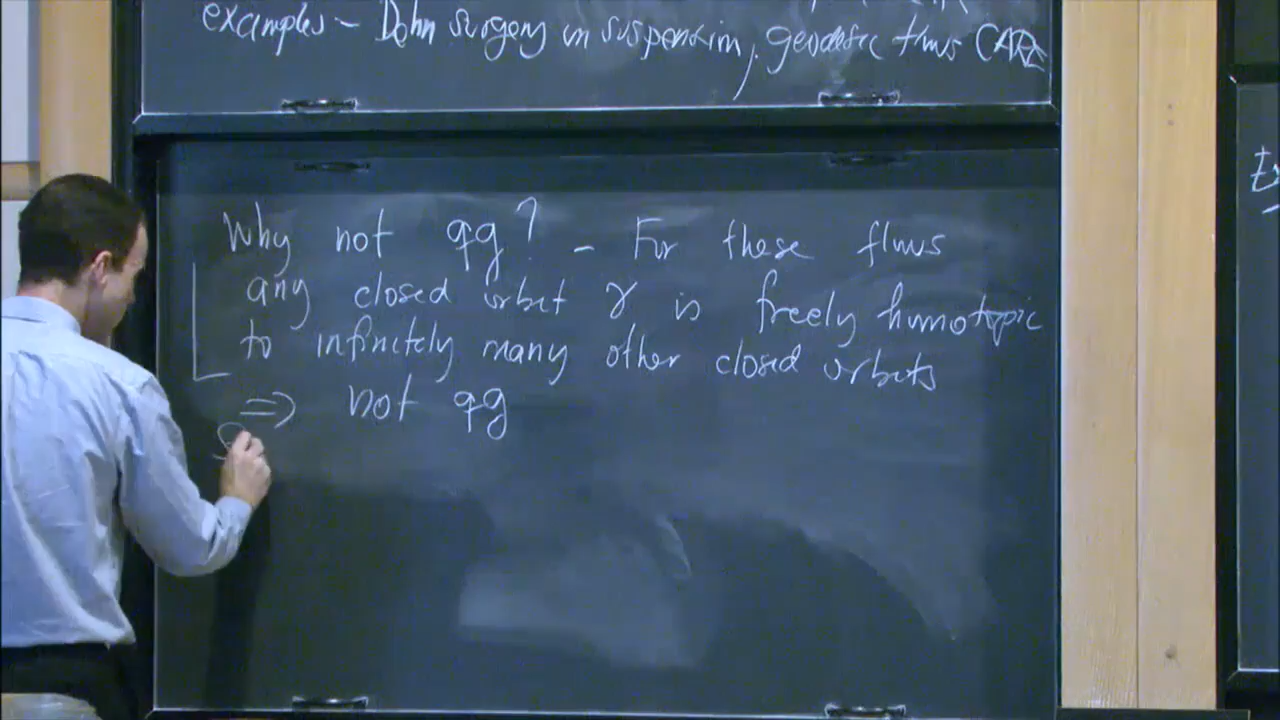 examples - Dehn surgery on suspension, geodesic flows (CARE
Why not qg? - For these flows
any closed orbit γ is freely homotopic
to infinitely many other closed orbits
⇒ not qg